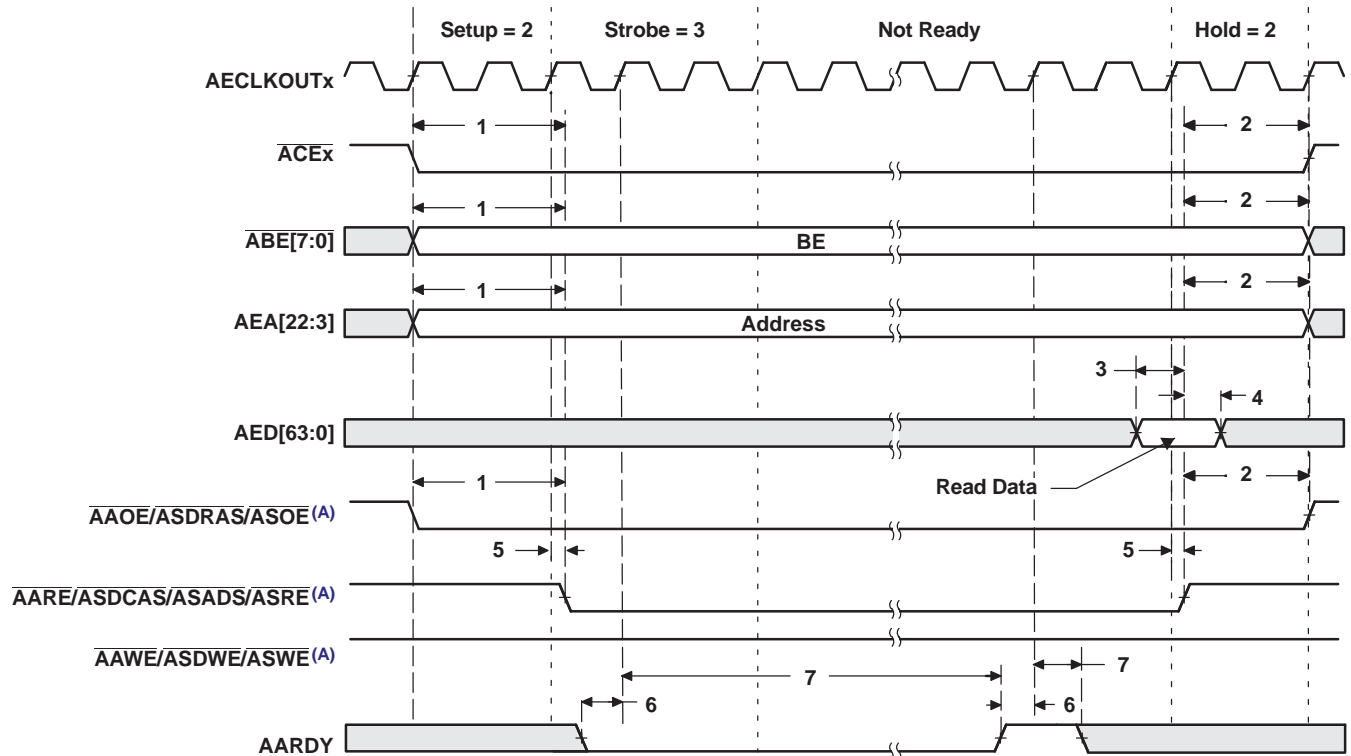 Setup = 2 Strobe = 3 Not Ready Hold = 2
AECLKOUTx
1 2
ACEx
1 2
ABE[7:0] BE
1 2
AEA[22:3] Address
3
4
AED[63:0]
1 Read Data 2
AAOE/ASDRAS/ASOE(A)
5 5
AARE/ASDCAS/ASADS/ASRE(A)
AAWE/ASDWE/ASWE(A)
7 7
6 6
AARDY